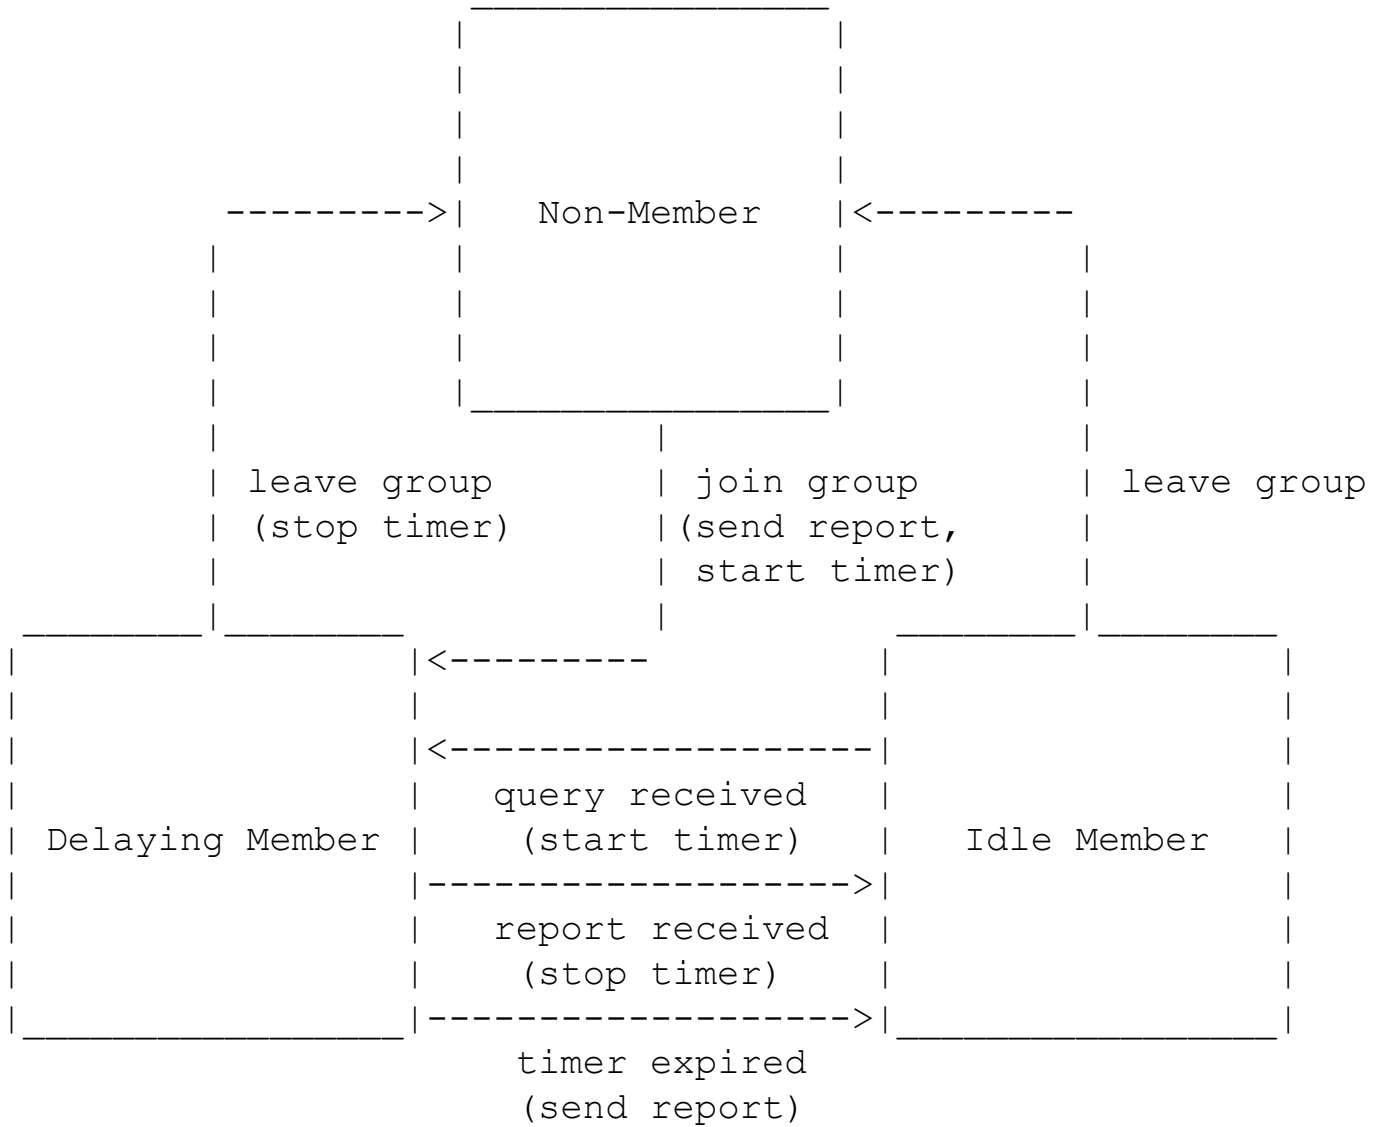 Non-Member
leave group
(stop timer)
join group
(send report,
start timer)
leave group
query received
(start timer)
Delaying Member
Idle Member
report received
(stop timer)
timer expired
(send report)